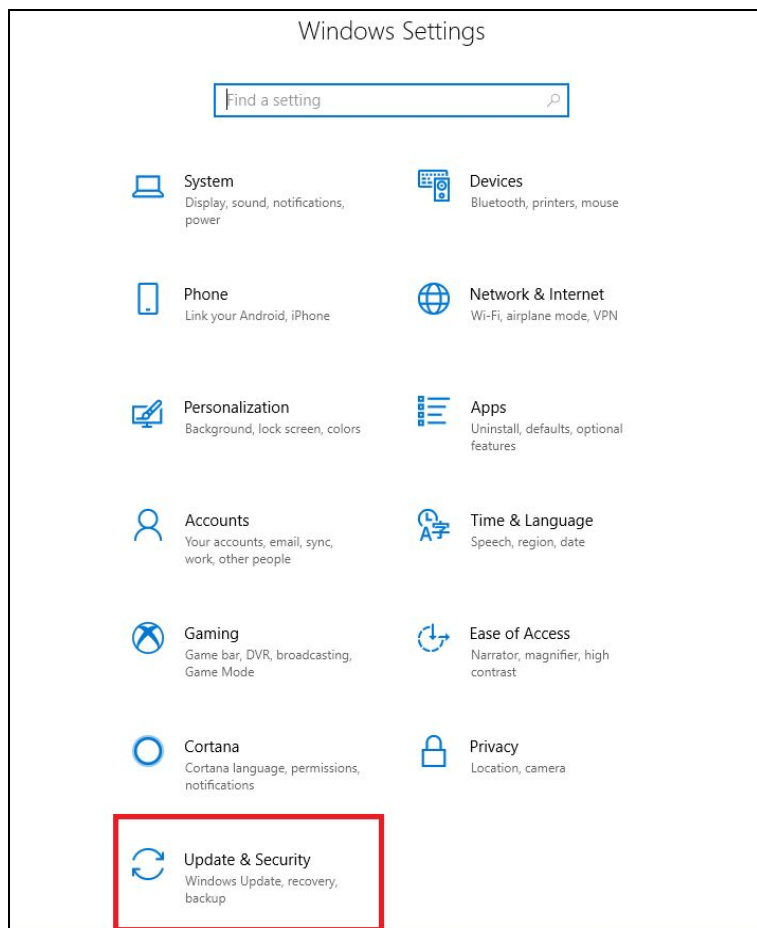 Windows Settings
Find a setting
System
Display, sound, notifications,
power
Devices
Bluetooth, printers, mouse
Phone
Link your Android, iPhone
Network & Internet
Wi-Fi, airplane mode, VPN
Personalization
Background, lock screen, colors
Apps
Uninstall, defaults, optional
features
Accounts
Your accounts, email, sync,
work, other people
Time & Language
Speech, region, date
Gaming
Game bar, DVR, broadcasting,
Game Mode
Ease of Access
Narrator, magnifier, high
contrast
Cortana
Cortana language, permissions,
notifications
Privacy
Location, camera
Update & Security
Windows Update, recovery,
backup